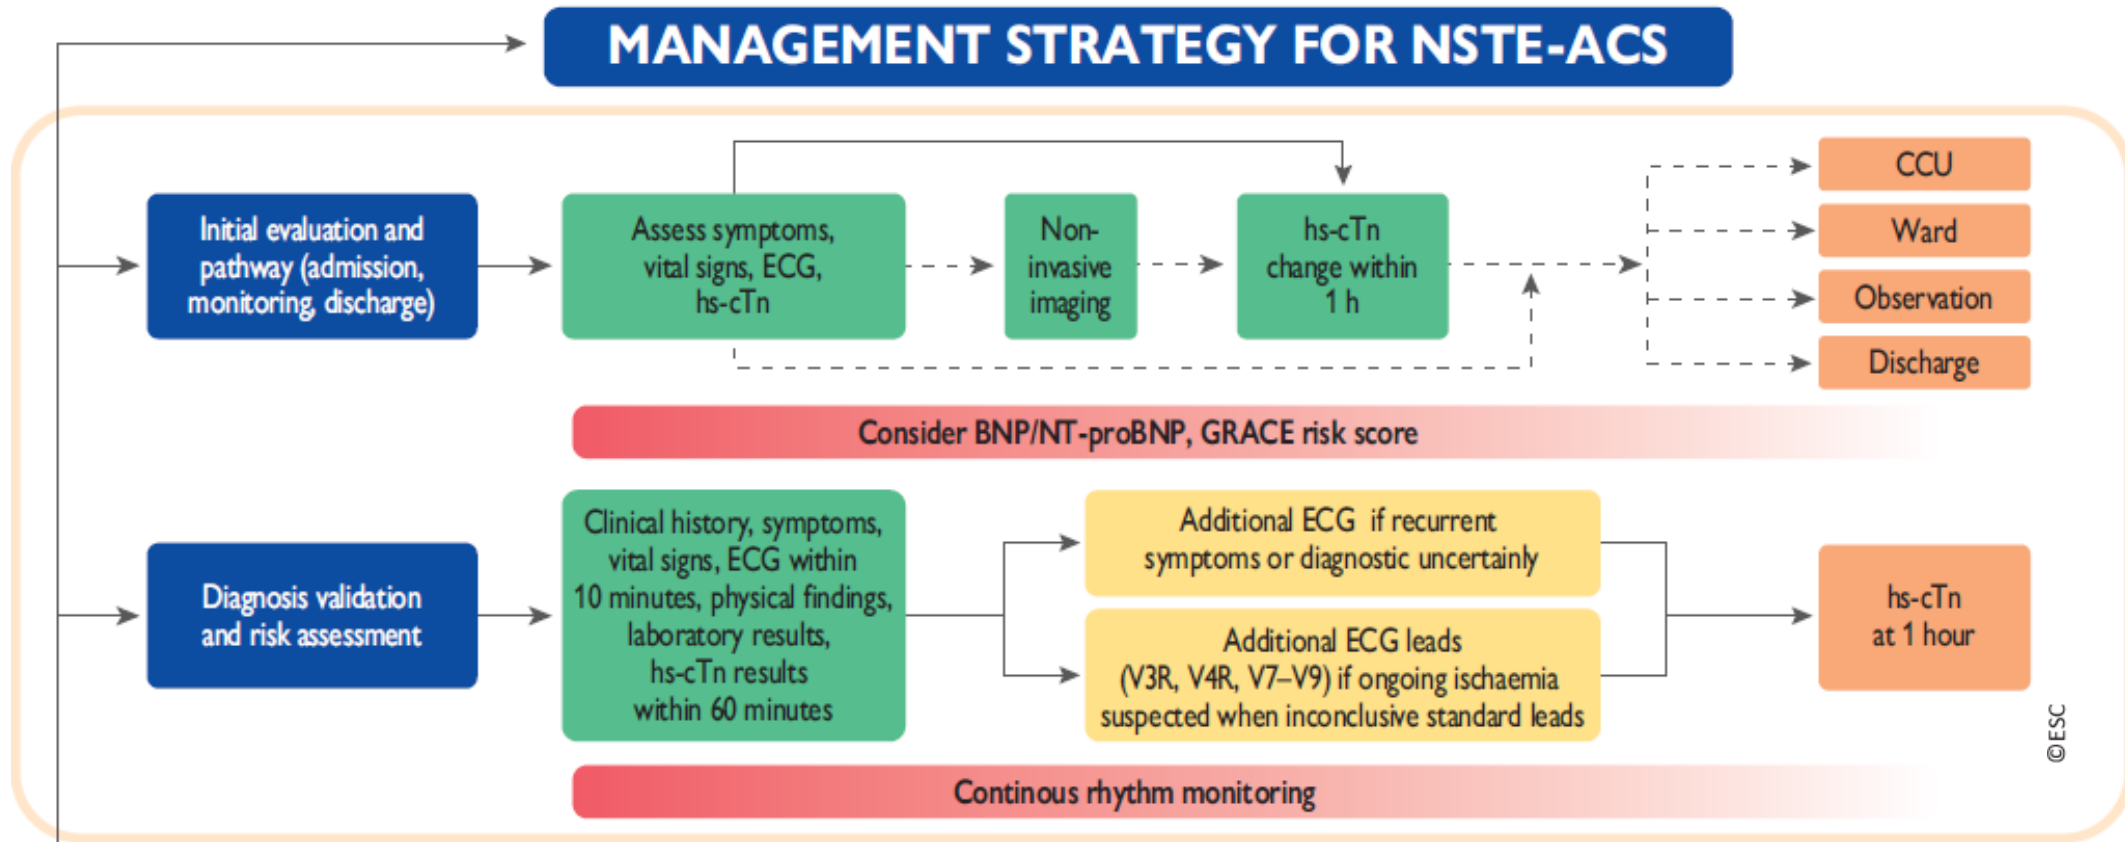 MANAGEMENT STRATEGY FOR NSTE-ACS
Initial evaluation and
pathway (admission,
monitoring, discharge)
Assess symptoms,
vital signs, ECG,
hs-cTn
Non-
invasive
imaging
hs-cTn
change within
1 h
CCU
Ward
Observation
Discharge
Consider BNP/NT-proBNP, GRACE risk score
Diagnosis validation
and risk assessment
Clinical history, symptoms,
vital signs, ECG within
10 minutes, physical findings,
laboratory results,
hs-cTn results
within 60 minutes
Additional ECG if recurrent
symptoms or diagnostic uncertainly
Additional ECG leads
(V3R, V4R, V7–V9) if ongoing ischaemia
suspected when inconclusive standard leads
hs-cTn
at 1 hour
©ESC
Continous rhythm monitoring